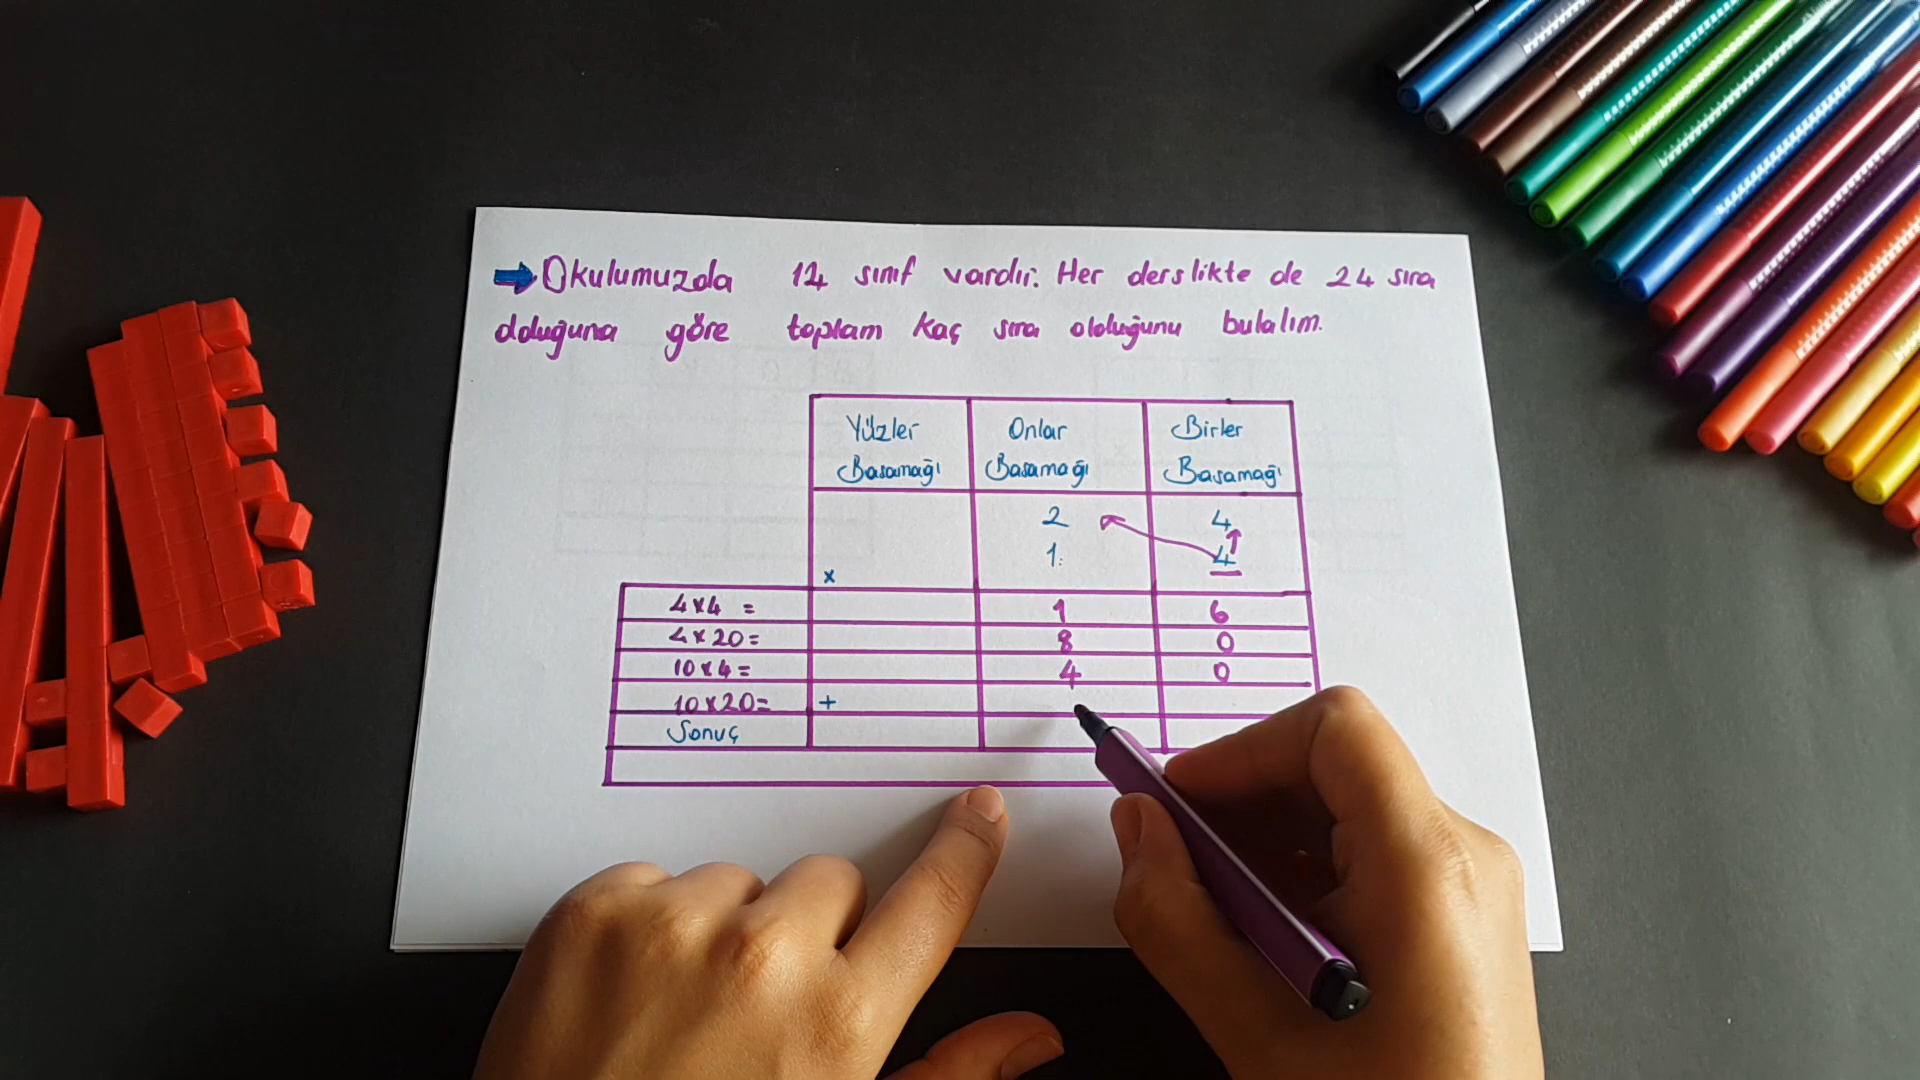 Okulumuzda 14 sınıf vardır. Her derslikte de 24 sıra
olduğuna göre toplam kaç sıra olduğunu bulalım.
Yüzler Basamağı Onlar Basamağı Birler Basamağı
2 4
1 4
x
4x4 = 1 6
4x20= 8 0
10x4= 4 0
10x20= +
Sonuç